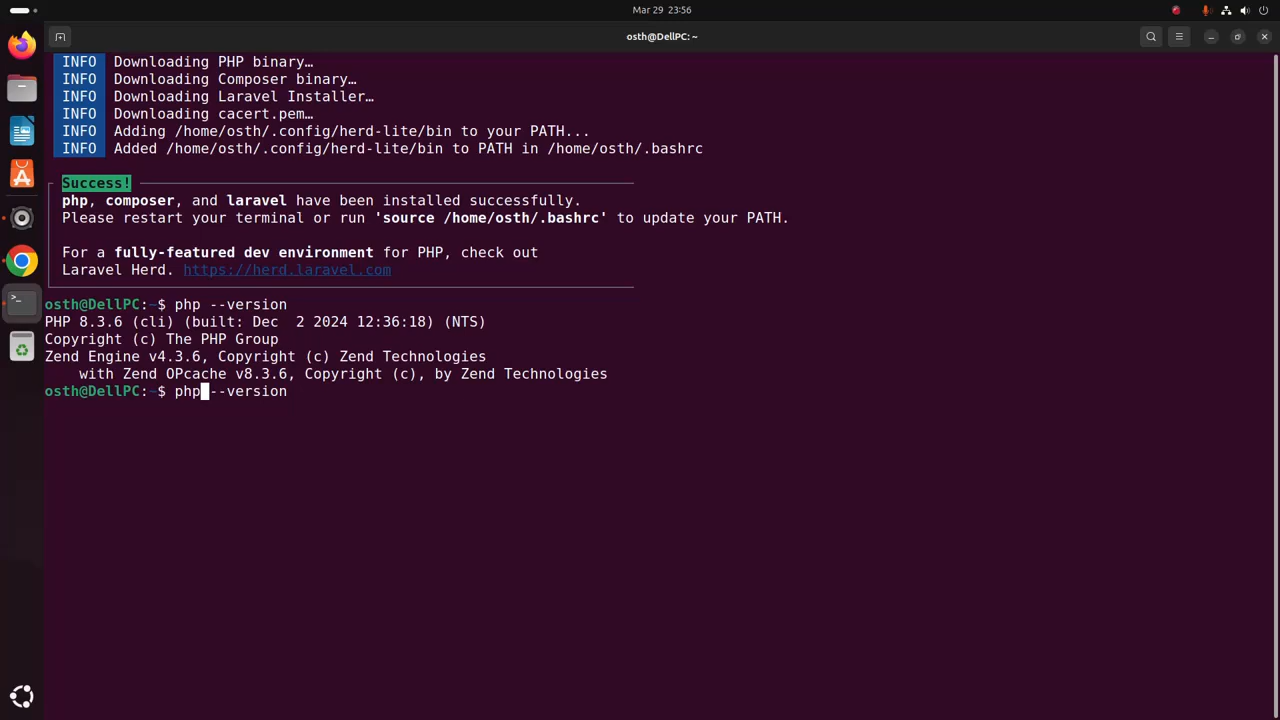 Mar 29 23:56
osth@DellPC: ~
INFO Downloading PHP binary…
INFO Downloading Composer binary…
INFO Downloading Laravel Installer…
INFO Downloading cacert.pem…
INFO Adding /home/osth/.config/herd-lite/bin to your PATH...
INFO Added /home/osth/.config/herd-lite/bin to PATH in /home/osth/.bashrc
Success!
php, composer, and laravel have been installed successfully.
Please restart your terminal or run 'source /home/osth/.bashrc' to update your PATH.
For a fully-featured dev environment for PHP, check out
Laravel Herd. https://herd.laravel.com
osth@DellPC:~$ php --version
PHP 8.3.6 (cli) (built: Dec  2 2024 12:36:18) (NTS)
Copyright (c) The PHP Group
Zend Engine v4.3.6, Copyright (c) Zend Technologies
    with Zend OPcache v8.3.6, Copyright (c), by Zend Technologies
osth@DellPC:~$ php --version